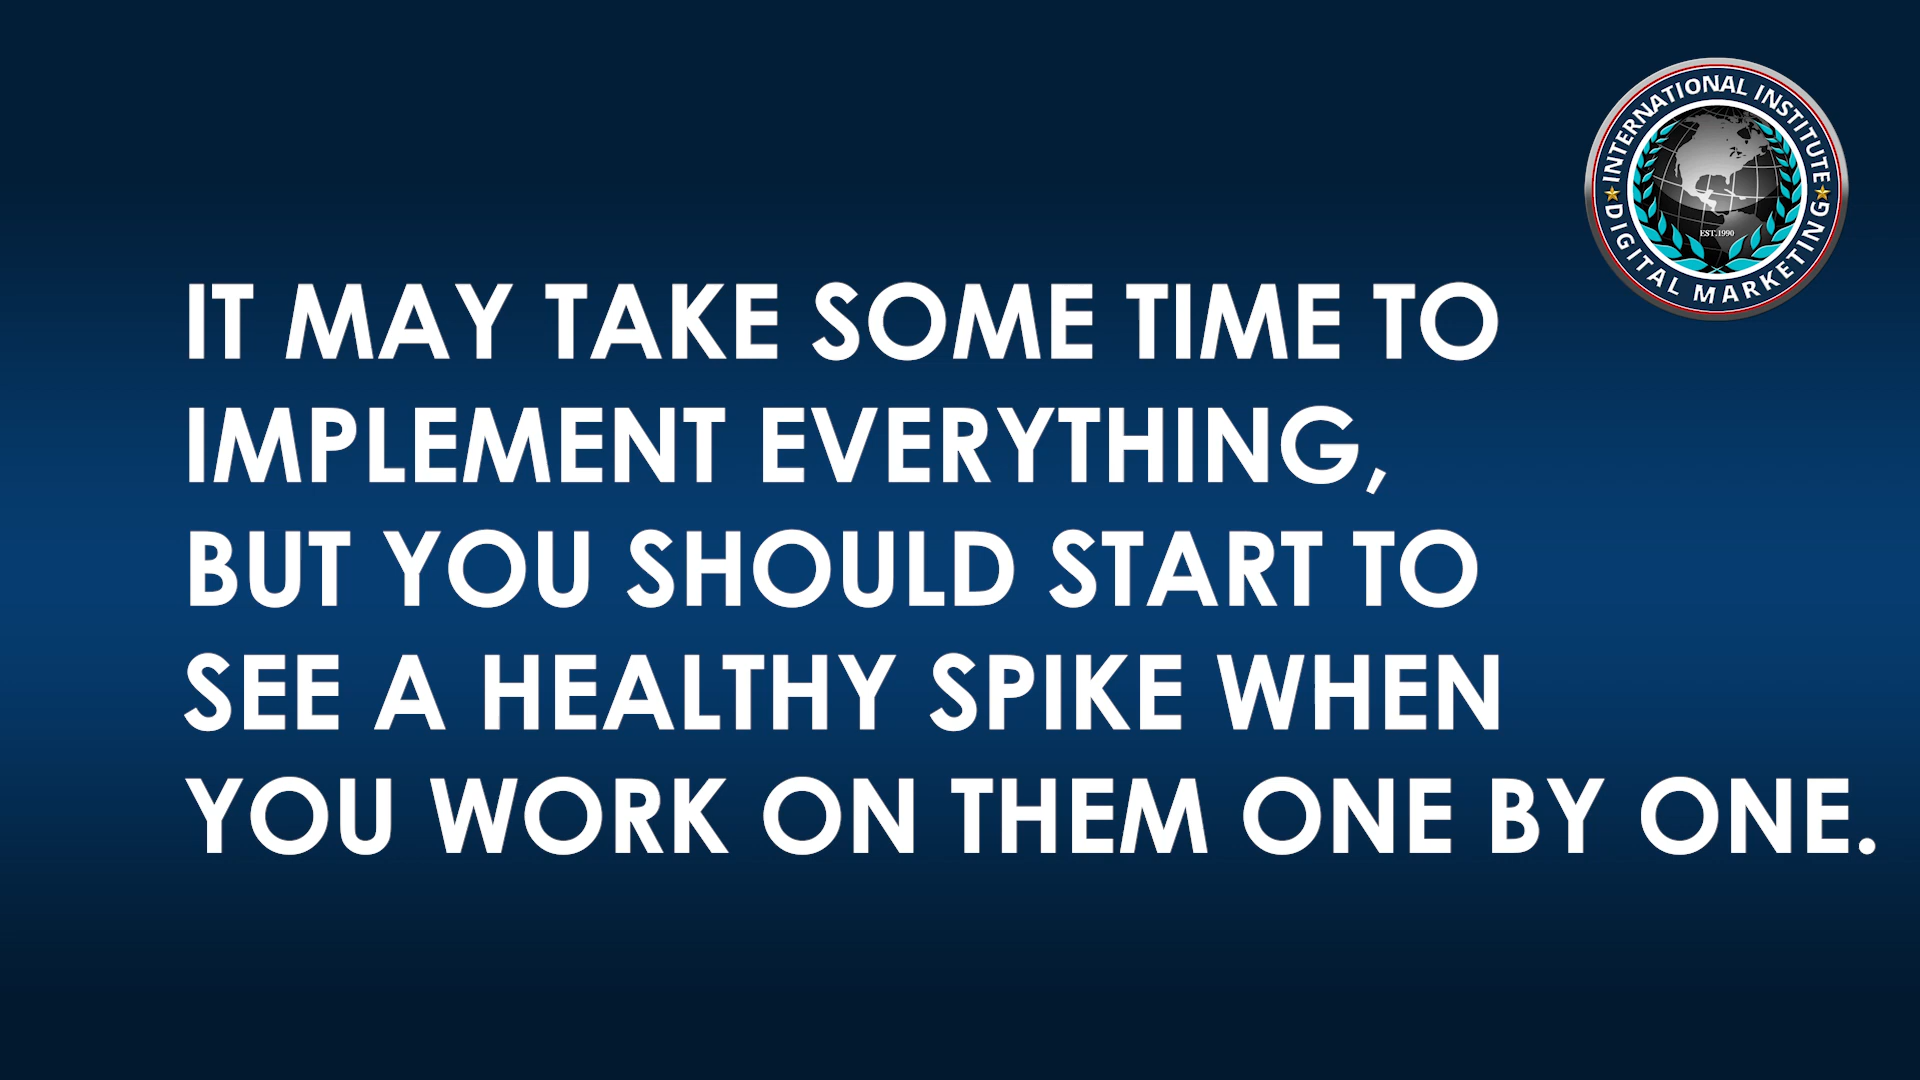 INTERNATIONAL INSTITUTE
EST.1990
DIGITAL MARKETING
IT MAY TAKE SOME TIME TO
IMPLEMENT EVERYTHING,
BUT YOU SHOULD START TO
SEE A HEALTHY SPIKE WHEN
YOU WORK ON THEM ONE BY ONE.